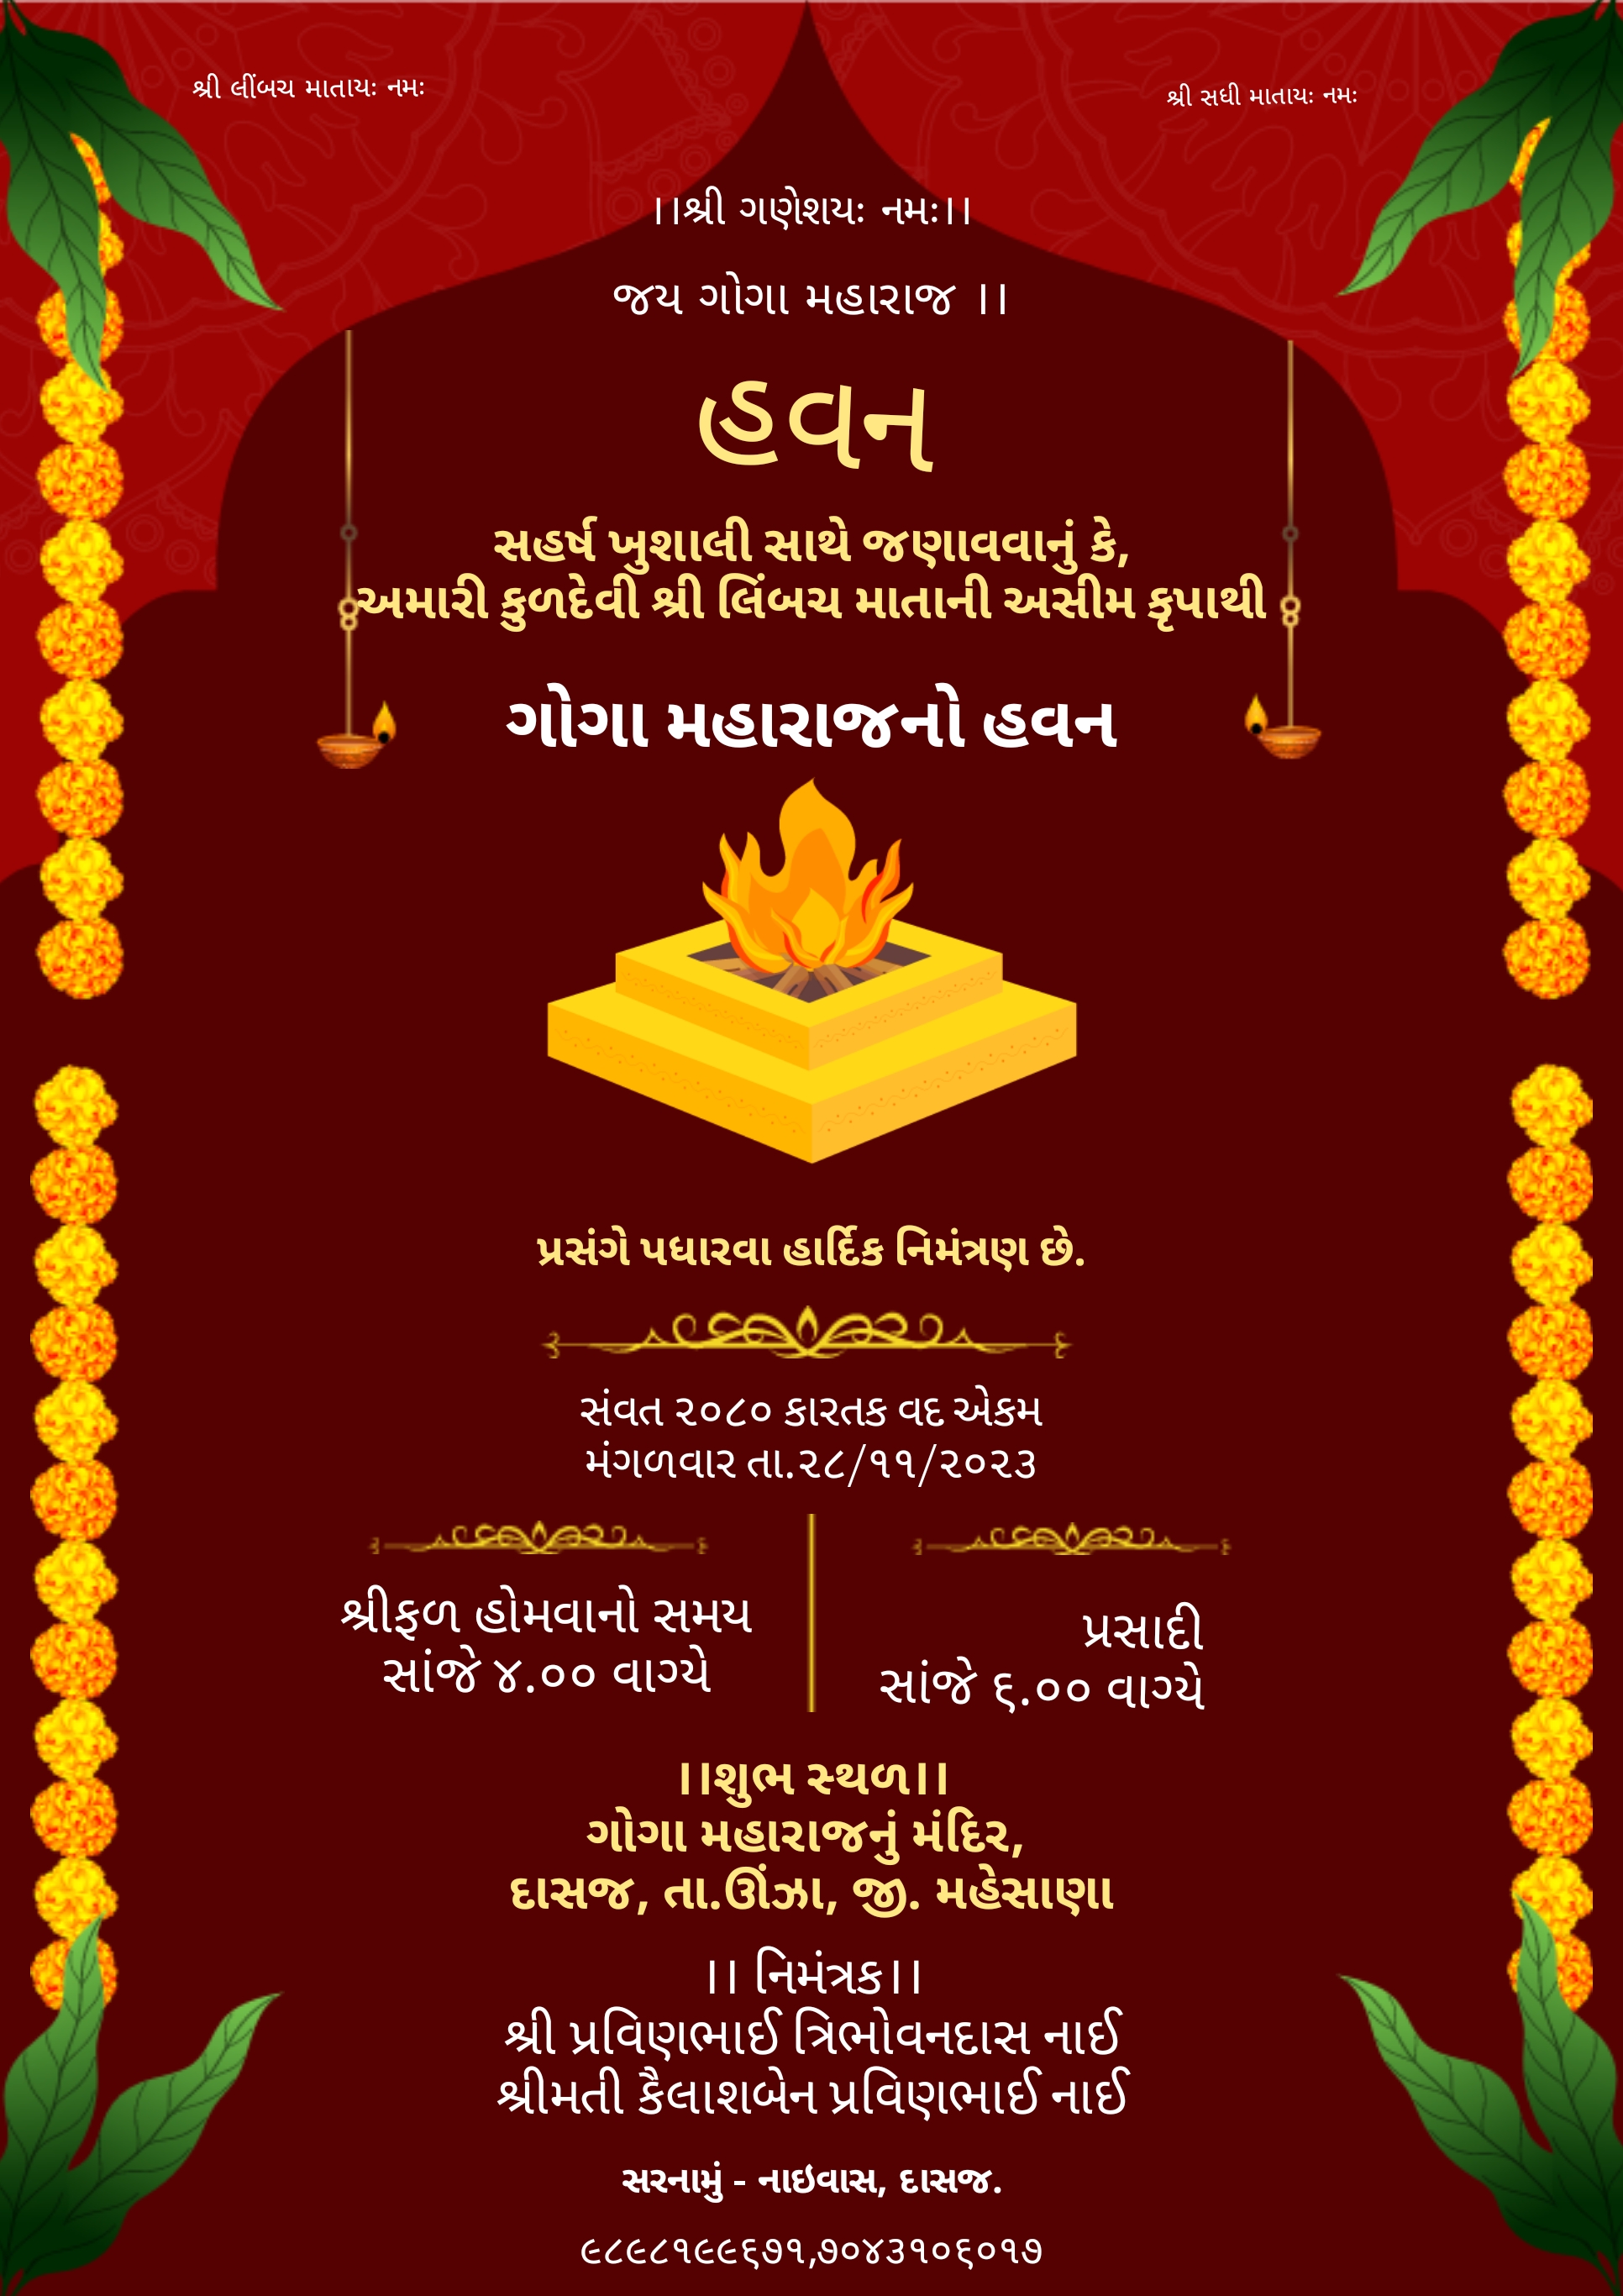 શ્રી લીંબચ માતાયઃ નમઃ
શ્રી સધી માતાયઃ નમઃ
।।શ્રી ગણેશયઃ નમઃ।।
જય ગોગા મહારાજ ।।
હવન
સહર્ષ ખુશાલી સાથે જણાવવાનું કે,
અમારી કુળદેવી શ્રી લિંબચ માતાની અસીમ કૃપાથી
ગોગા મહારાજનો હવન
પ્રસંગે પધારવા હાર્દિક નિમંત્રણ છે.
સંવત ૨૦૮૦ કારતક વદ એકમ
મંગળવાર તા.૨૮/૧૧/૨૦૨૩
શ્રીફળ હોમવાનો સમય
સાંજે ૪.૦૦ વાગ્યે
પ્રસાદી
સાંજે ૬.૦૦ વાગ્યે
।।શુભ સ્થળ।।
ગોગા મહારાજનું મંદિર,
દાસજ, તા.ઊંઝા, જી. મહેસાણા
।। નિમંત્રક।।
શ્રી પ્રવિણભાઈ ત્રિભોવનદાસ નાઈ
શ્રીમતી કૈલાશબેન પ્રવિણભાઈ નાઈ
સરનામું - નાઇવાસ, દાસજ.
૯૮૯૮૧૯૯૬૭૧,૭૦૪૩૧૦૬૦૧૭